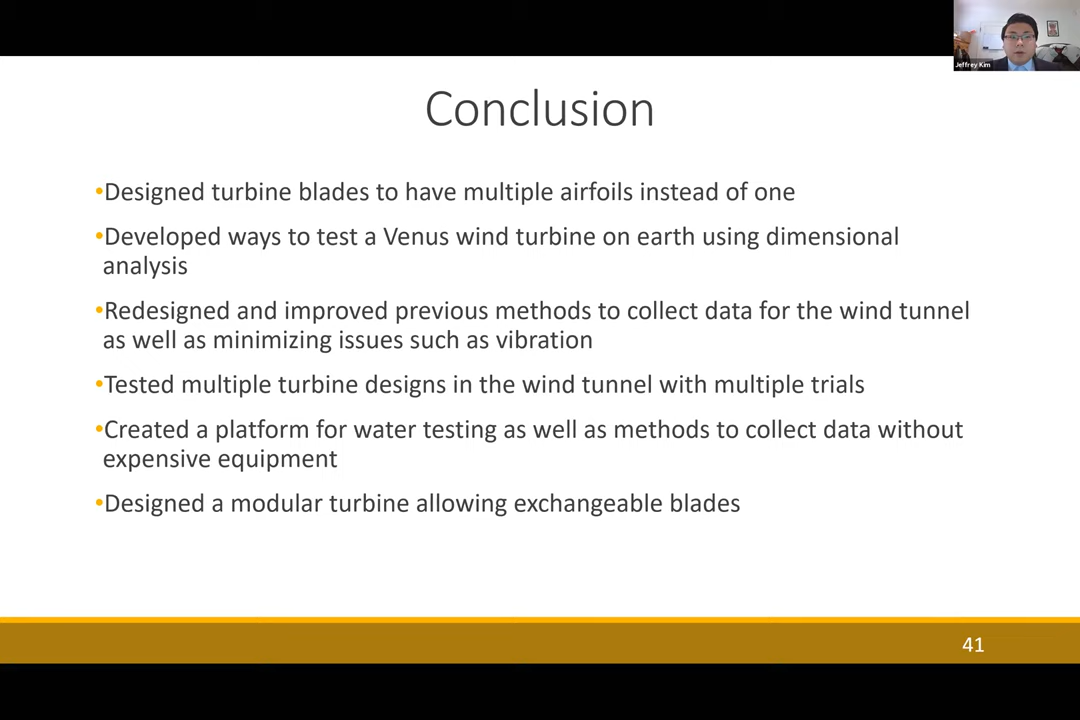 Jeffrey Kim
Conclusion
•Designed turbine blades to have multiple airfoils instead of one
•Developed ways to test a Venus wind turbine on earth using dimensional
analysis
•Redesigned and improved previous methods to collect data for the wind tunnel
as well as minimizing issues such as vibration
•Tested multiple turbine designs in the wind tunnel with multiple trials
•Created a platform for water testing as well as methods to collect data without
expensive equipment
•Designed a modular turbine allowing exchangeable blades
41